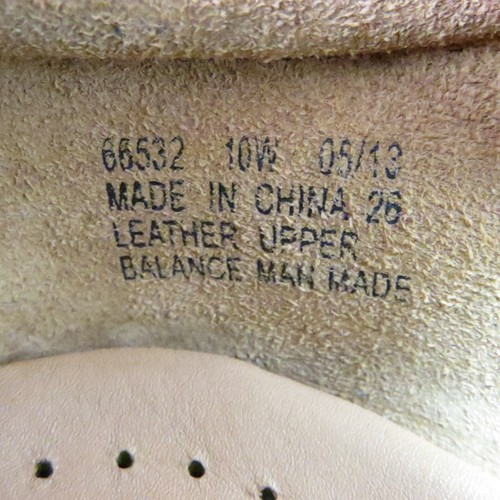 66532 10W 05/13
MADE IN CHINA 26
LEATHER UPPER
BALANCE MAN MADE